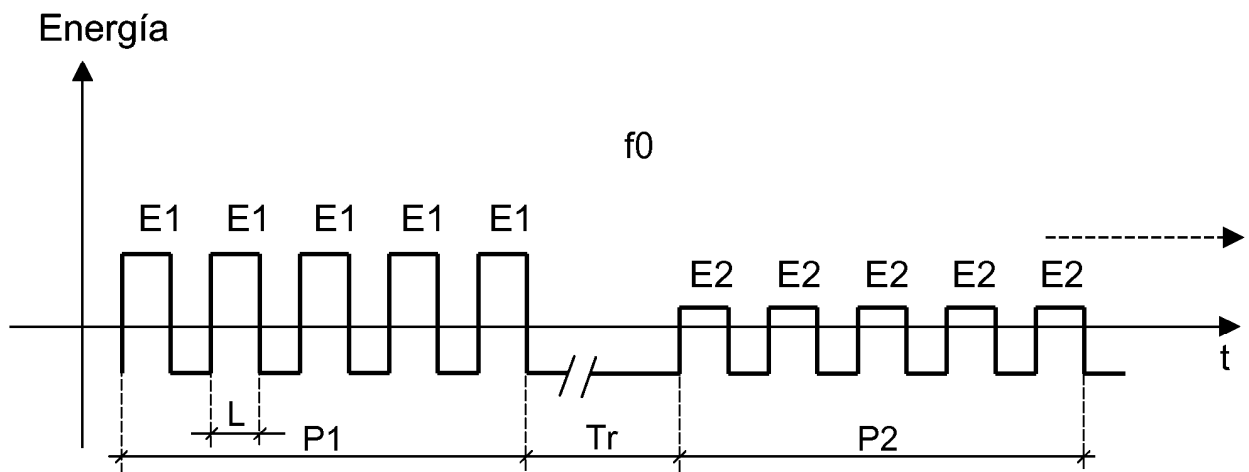 Energía
f0
E1 E1 E1 E1 E1
E2 E2 E2 E2 E2
t
L
P1 Tr P2